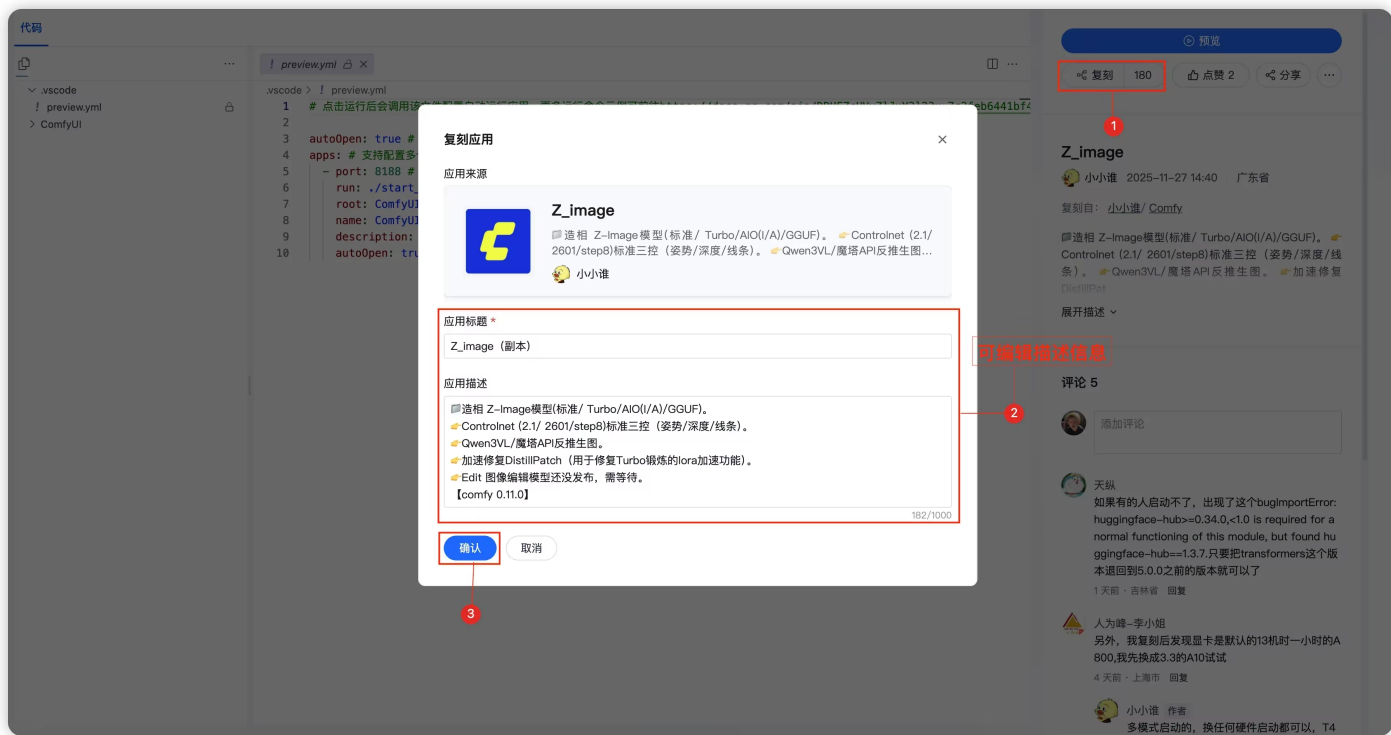 代码
.vscode
! preview.yml
ComfyUI
! preview.yml
.vscode > ! preview.yml
1
2
3 autoOpen: true #
4 apps: # 支持配置多
5 - port: 8188 #
6 run: ./start_
7 root: ComfyUI
8 name: ComfyUI
9 description:
10 autoOpen: tru
复刻应用
应用来源
Z_image
造相 Z-Image模型(标准/ Turbo/AIO(I/A)/GGUF)。 👉Controlnet (2.1/
2601/step8)标准三控（姿势/深度/线条）。 👉Qwen3VL/魔塔API反推生图...
小小谁
应用标题 *
Z_image（副本）
应用描述
造相 Z-Image模型(标准/ Turbo/AIO(I/A)/GGUF)。
👉Controlnet (2.1/ 2601/step8)标准三控（姿势/深度/线条）。
👉Qwen3VL/魔塔API反推生图。
👉加速修复DistillPatch（用于修复Turbo锻炼的lora加速功能）。
👉Edit 图像编辑模型还没发布，需等待。
【comfy 0.11.0】
182/1000
确认 取消
3
可编辑描述信息
2
预览
复刻 180 点赞 2 分享
1
Z_image
小小谁 2025-11-27 14:40 广东省
复刻自： 小小谁/ Comfy
造相 Z-Image模型(标准/ Turbo/AIO(I/A)/GGUF)。 👉
Controlnet (2.1/ 2601/step8)标准三控（姿势/深度/线
条）。 👉Qwen3VL/魔塔API反推生图。 👉加速修复
DistillPat
展开描述
评论 5
添加评论
天纵
如果有的人启动不了，出现了这个bugImportError:
huggingface-hub>=0.34.0,<1.0 is required for a
normal functioning of this module, but found hu
ggingface-hub==1.3.7.只要把transformers这个版
本退回到5.0.0之前的版本就可以了
1 天前 · 吉林省 回复
人为峰-李小姐
另外，我复刻后发现显卡是默认的13机时一小时的A
800,我先换成3.3的A10试试
4 天前 · 上海市 回复
小小谁 作者
多模式启动的，换任何硬件启动都可以，T4